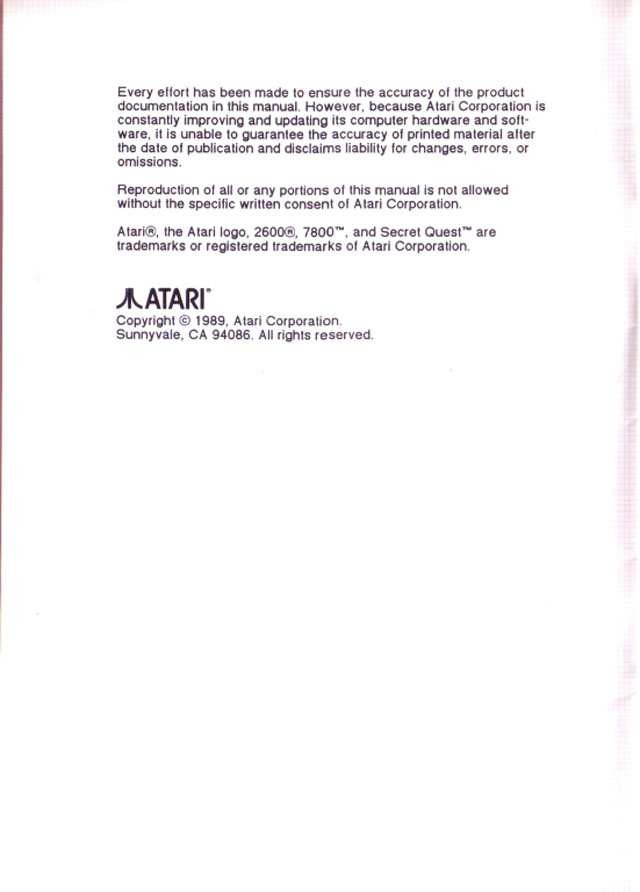 Every effort has been made to ensure the accuracy of the product
documentation in this manual. However, because Atari Corporation is
constantly improving and updating its computer hardware and soft-
ware, it is unable to guarantee the accuracy of printed material after
the date of publication and disclaims liability for changes, errors, or
omissions.
Reproduction of all or any portions of this manual is not allowed
without the specific written consent of Atari Corporation.
Atari®, the Atari logo, 2600®, 7800™, and Secret Quest™ are
trademarks or registered trademarks of Atari Corporation.
ATARI®
Copyright © 1989, Atari Corporation.
Sunnyvale, CA 94086. All rights reserved.